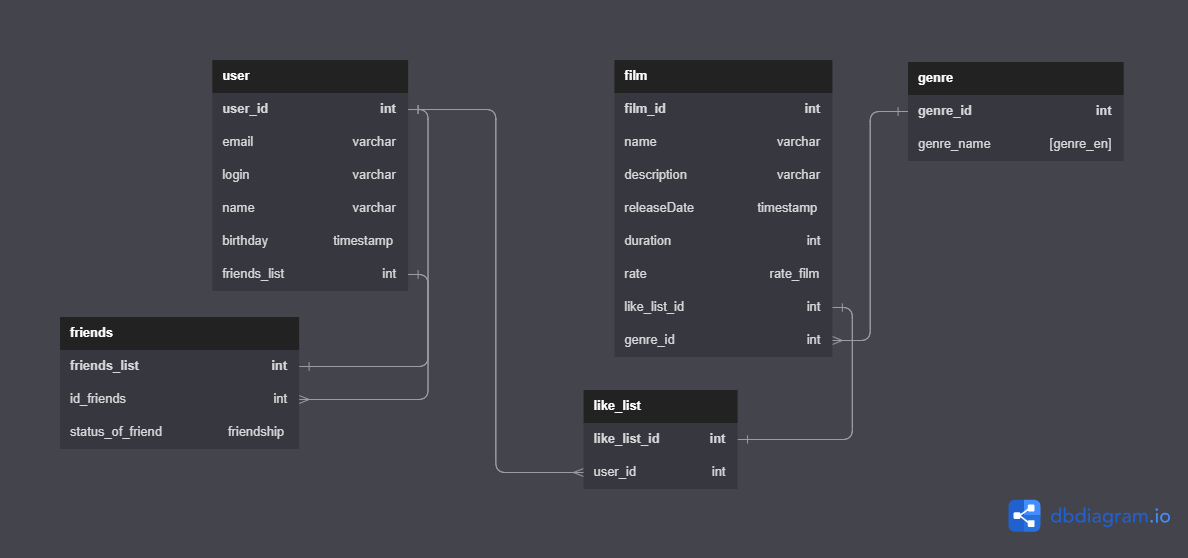 user
user_id int
email varchar
login varchar
name varchar
birthday timestamp
friends_list int
film
film_id int
name varchar
description varchar
releaseDate timestamp
duration int
rate rate_film
like_list_id int
genre_id int
genre
genre_id int
genre_name [genre_en]
friends
friends_list int
id_friends int
status_of_friend friendship
like_list
like_list_id int
user_id int
dbdiagram.io